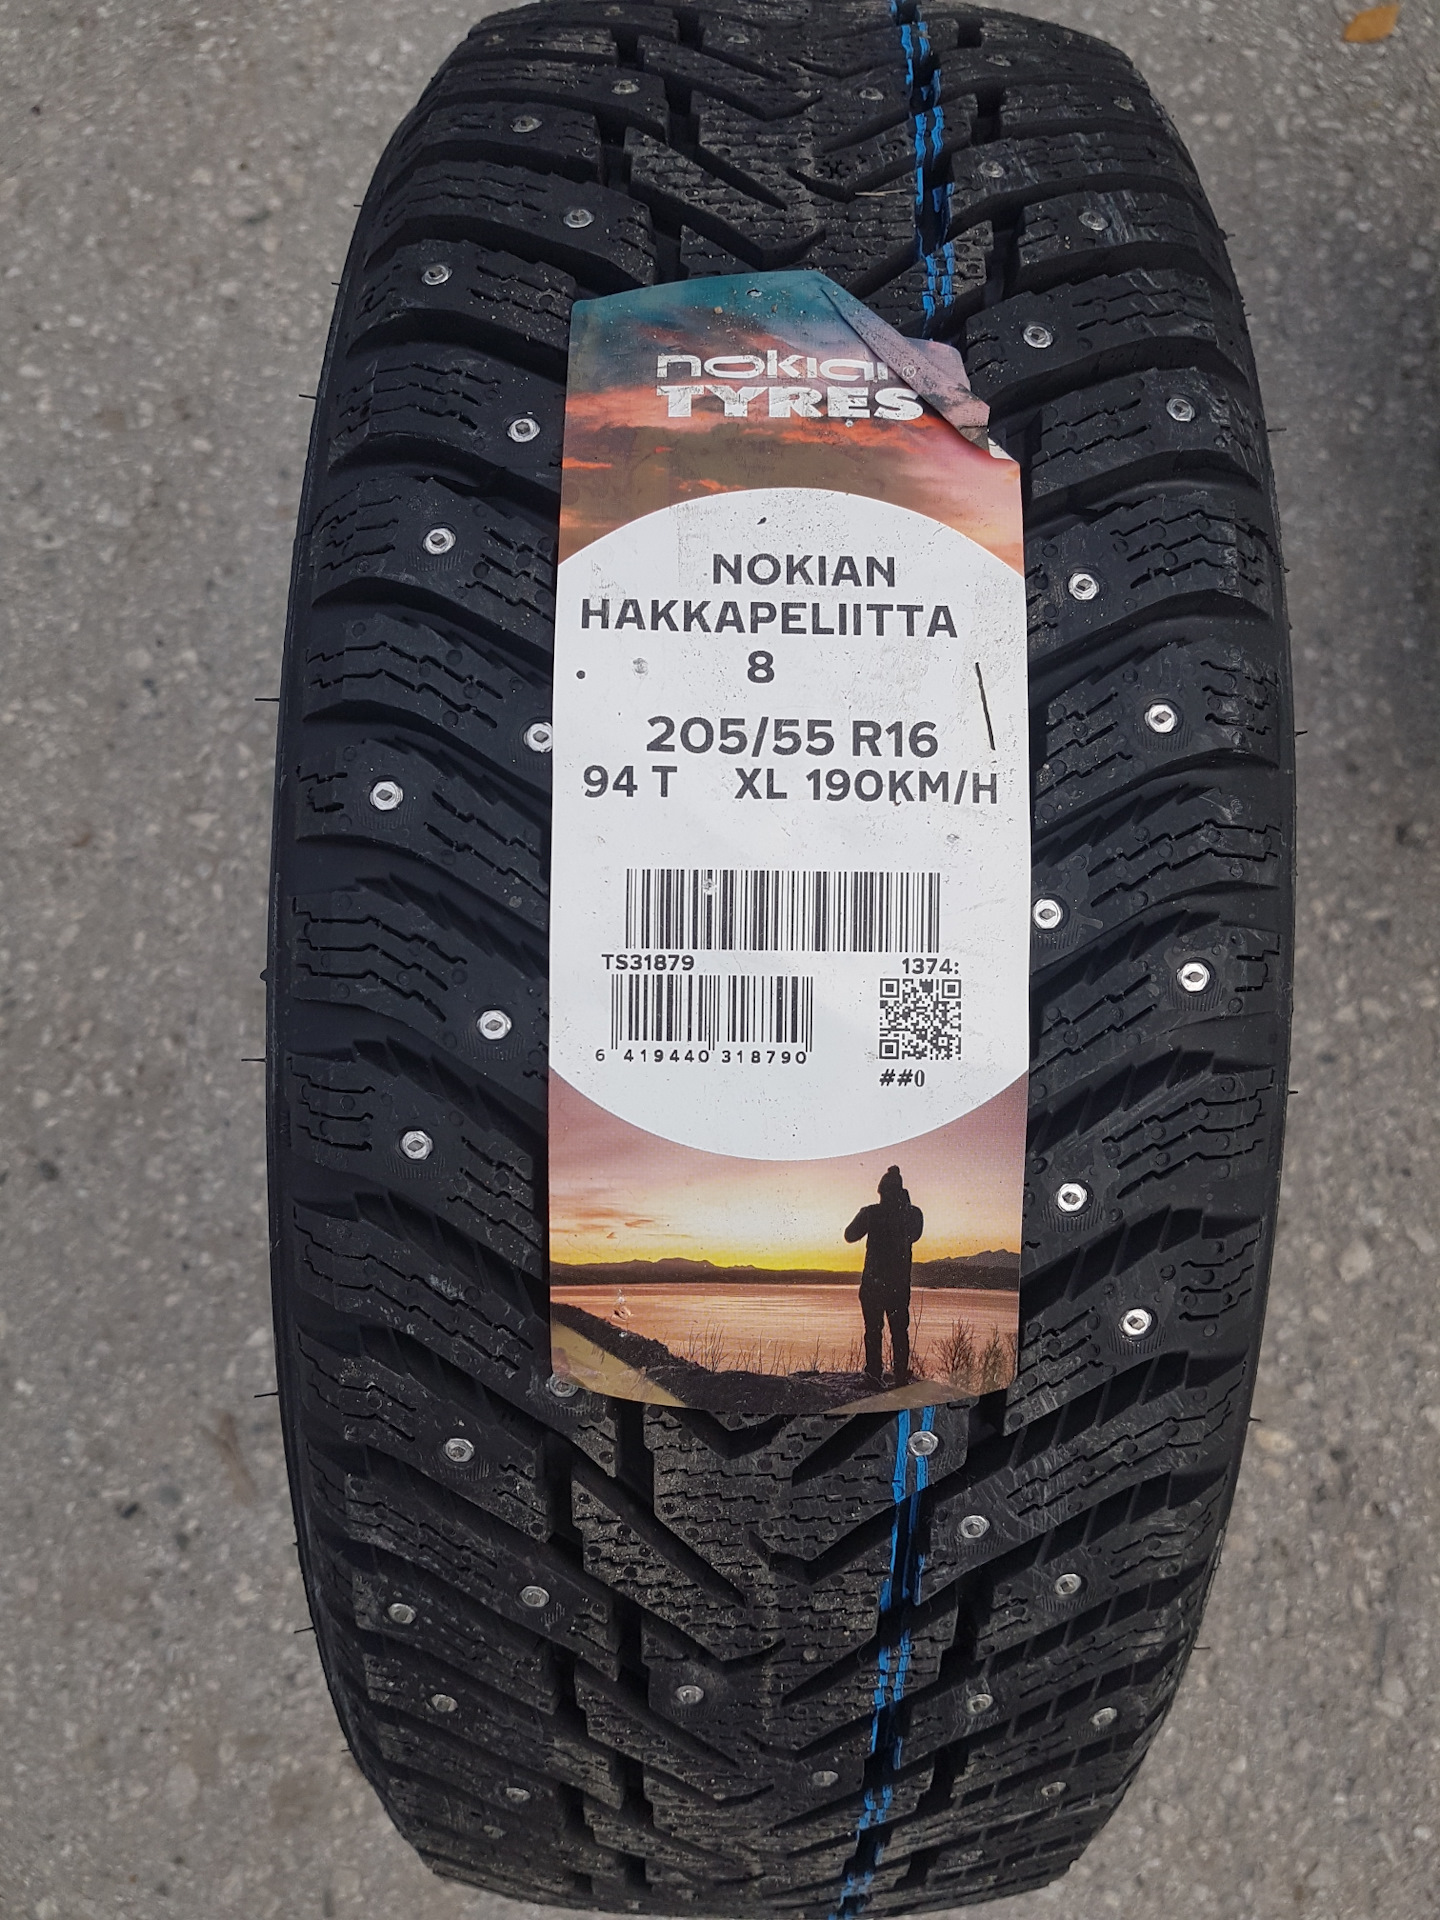 nokian
TYRES
NOKIAN
HAKKAPELIITTA
8
205/55 R16
94 T XL 190KM/H
TS31879 1374:
6 419440 318790
##0